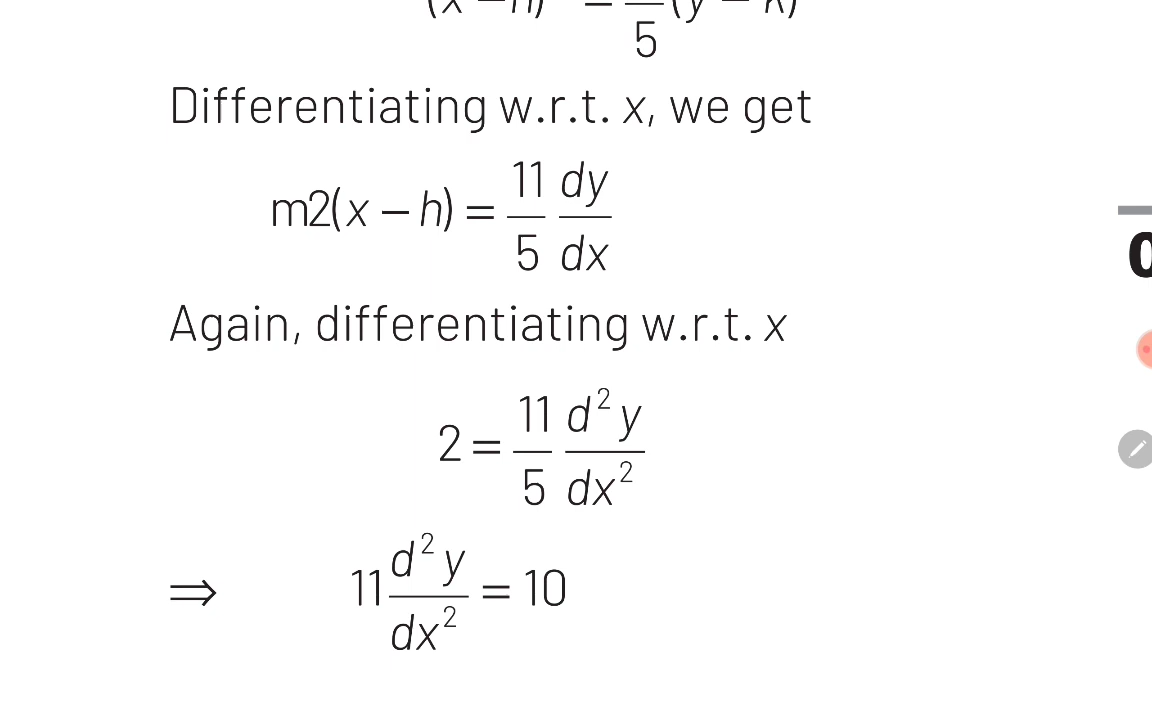 5
Differentiating w.r.t. x, we get
m2(x − h) = 11/5 dy/dx
Again, differentiating w.r.t. x
2 = 11/5 d²y/dx²
⇒ 11 d²y/dx² = 10